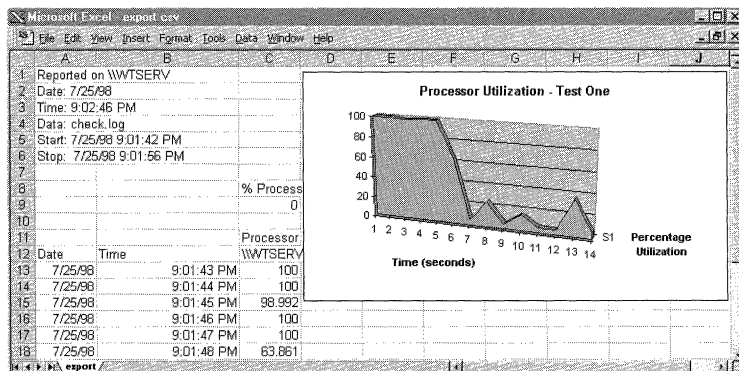 Microsoft Excel - export.csv
File Edit View Insert Format Tools Data Window Help
A B C D E F G H I J
1 Reported on \\WTSERV
2 Date: 7/25/98
3 Time: 9:02:46 PM
4 Data: check.log
5 Start: 7/25/98 9:01:42 PM
6 Stop: 7/25/98 9:01:56 PM
7
8 % Process
9 0
10
11 Processor
12 Date Time \\WTSERV
13 7/25/98 9:01:43 PM 100
14 7/25/98 9:01:44 PM 100
15 7/25/98 9:01:45 PM 98.992
16 7/25/98 9:01:46 PM 100
17 7/25/98 9:01:47 PM 100
18 7/25/98 9:01:48 PM 63.861
export
Processor Utilization - Test One
100
80
60
40
20
0
1 2 3 4 5 6 7 8 9 10 11 12 13 14
S1
Percentage
Utilization
Time (seconds)